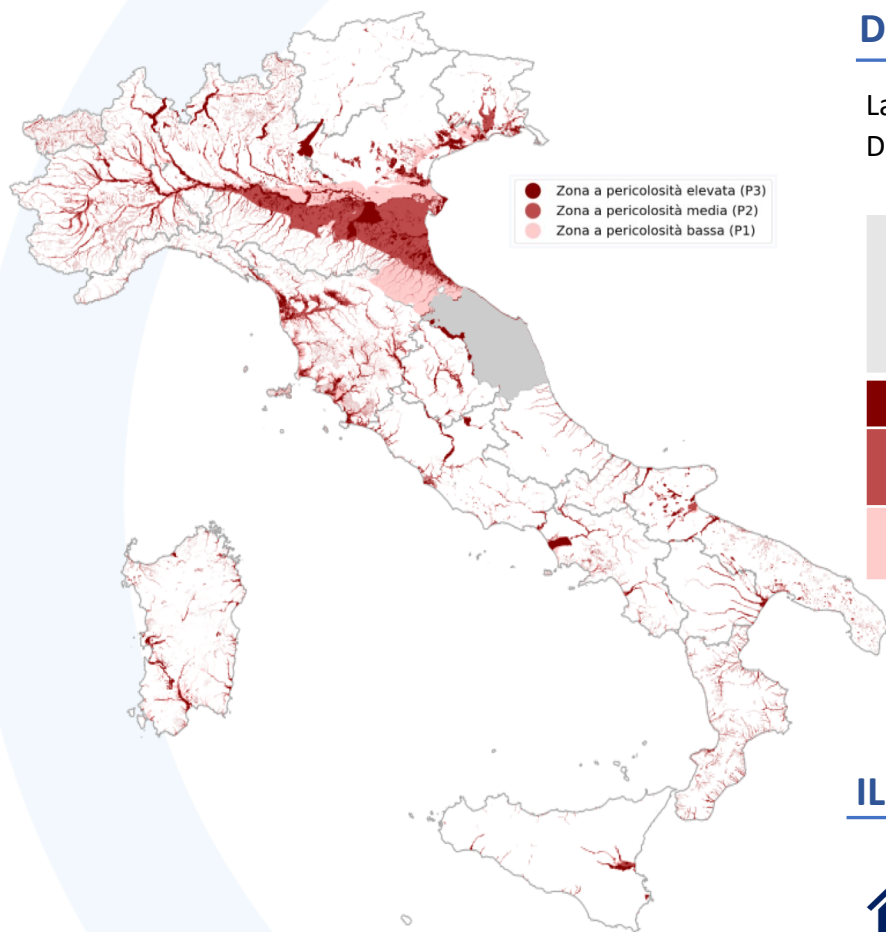 D
La
D
Zona a pericolosità elevata (P3)
Zona a pericolosità media (P2)
Zona a pericolosità bassa (P1)
IL